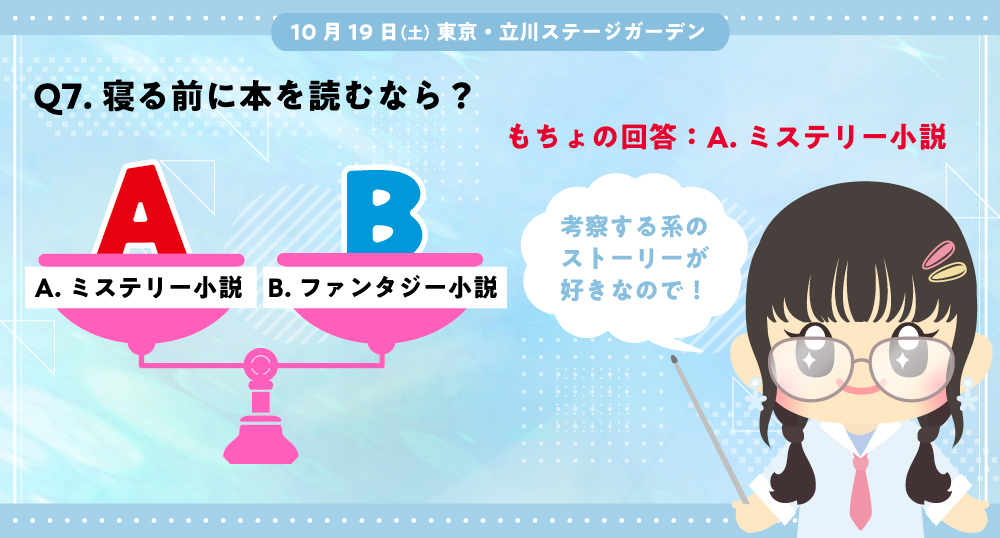 10月19日(土) 東京・立川ステージガーデン
Q7. 寝る前に本を読むなら？
もちょの回答：A. ミステリー小説
A
B
A. ミステリー小説
B. ファンタジー小説
考察する系の
ストーリーが
好きなので！